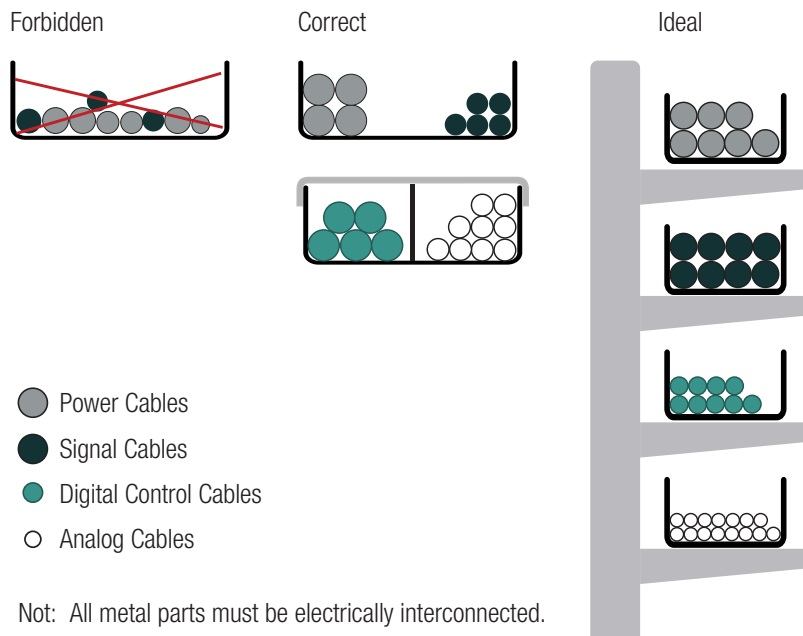 Forbidden
Correct
Ideal
Power Cables
Signal Cables
Digital Control Cables
Analog Cables
Not: All metal parts must be electrically interconnected.